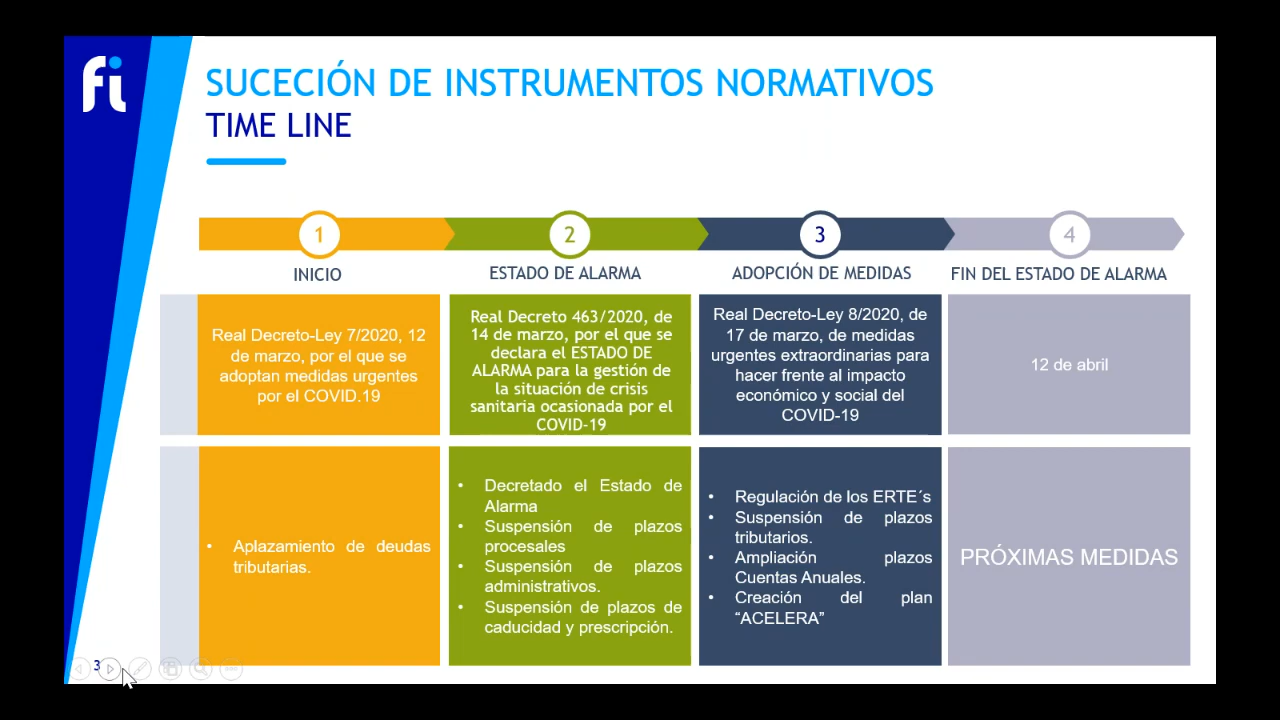 fi
SUCECIÓN DE INSTRUMENTOS NORMATIVOS
TIME LINE
1
2
3
4
INICIO
ESTADO DE ALARMA
ADOPCIÓN DE MEDIDAS
FIN DEL ESTADO DE ALARMA
Real Decreto-Ley 7/2020, 12
de marzo, por el que se
adoptan medidas urgentes
por el COVID.19
Real Decreto 463/2020, de
14 de marzo, por el que se
declara el ESTADO DE
ALARMA para la gestión de
la situación de crisis
sanitaria ocasionada por el
COVID-19
Real Decreto-Ley 8/2020, de
17 de marzo, de medidas
urgentes extraordinarias para
hacer frente al impacto
económico y social del
COVID-19
12 de abril
• Aplazamiento de deudas
tributarias.
• Decretado el Estado de
Alarma
• Suspensión de plazos
procesales
• Suspensión de plazos
administrativos.
• Suspensión de plazos de
caducidad y prescripción.
• Regulación de los ERTE´s
• Suspensión de plazos
tributarios.
• Ampliación plazos
Cuentas Anuales.
• Creación del plan
“ACELERA”
PRÓXIMAS MEDIDAS
3